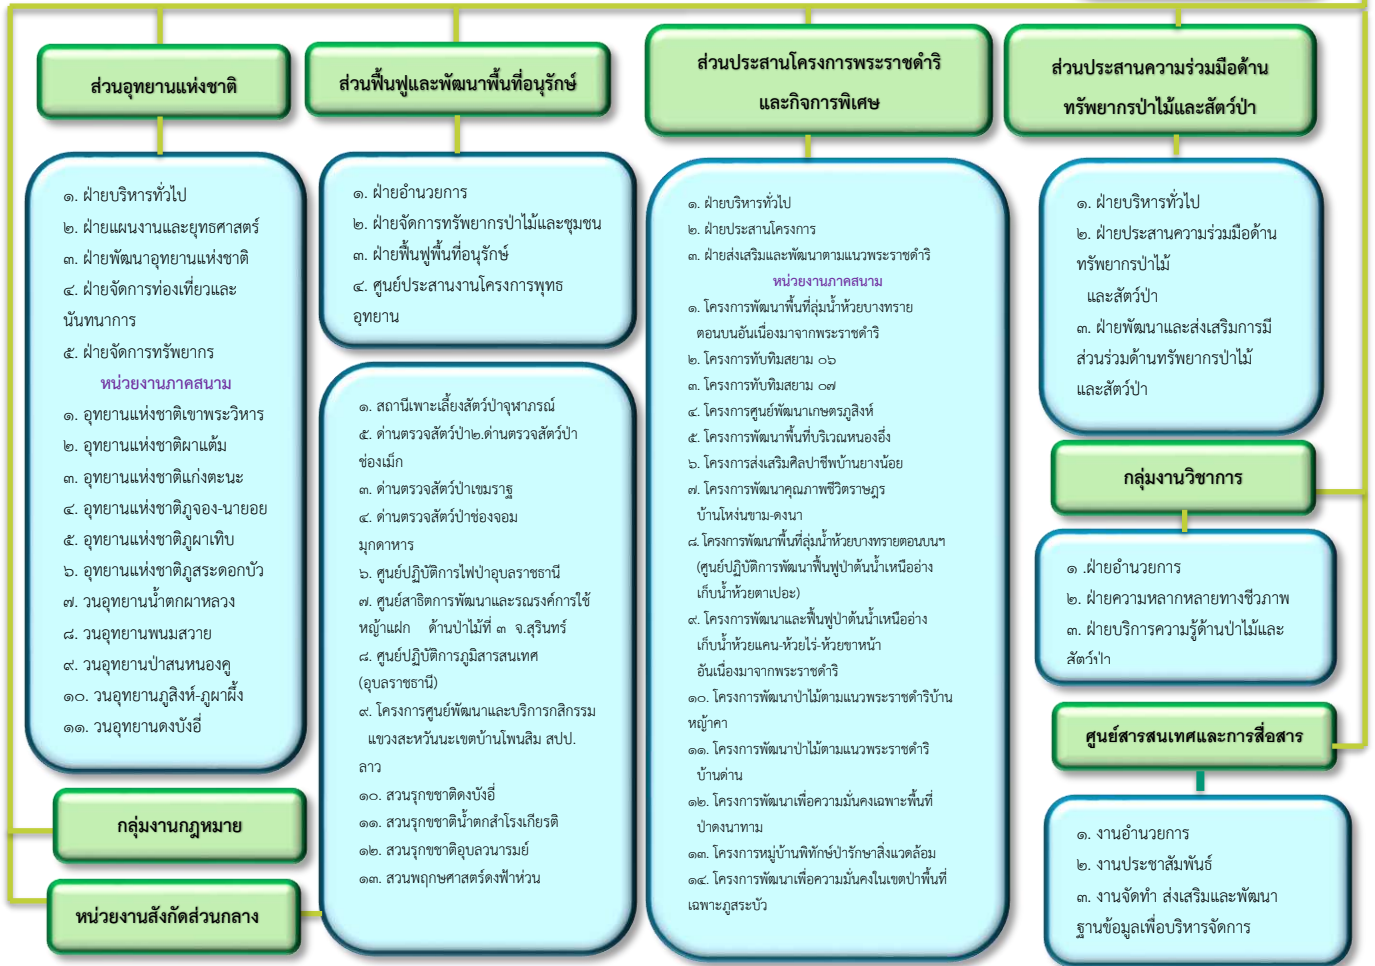 ส่วนอุทยานแห่งชาติ
๑. ฝ่ายบริหารทั่วไป
๒. ฝ่ายแผนงานและยุทธศาสตร์
๓. ฝ่ายพัฒนาอุทยานแห่งชาติ
๔. ฝ่ายจัดการท่องเที่ยวและ
นันทนาการ
๕. ฝ่ายจัดการทรัพยากร
หน่วยงานภาคสนาม
๑. อุทยานแห่งชาติเขาพระวิหาร
๒. อุทยานแห่งชาติผาแต้ม
๓. อุทยานแห่งชาติแก่งตะนะ
๔. อุทยานแห่งชาติภูจอง-นายอย
๕. อุทยานแห่งชาติภูผาเทิบ
๖. อุทยานแห่งชาติภูสระดอกบัว
๗. วนอุทยานน้ำตกผาหลวง
๘. วนอุทยานพนมสวาย
๙. วนอุทยานป่าสนหนองคู
๑๐. วนอุทยานภูสิงห์-ภูผาผึ้ง
๑๑. วนอุทยานดงบังอี่
กลุ่มงานกฎหมาย
หน่วยงานสังกัดส่วนกลาง
ส่วนฟื้นฟูและพัฒนาพื้นที่อนุรักษ์
๑. ฝ่ายอำนวยการ
๒. ฝ่ายจัดการทรัพยากรป่าไม้และชุมชน
๓. ฝ่ายฟื้นฟูพื้นที่อนุรักษ์
๔. ศูนย์ประสานงานโครงการพุทธ
อุทยาน
๑. สถานีเพาะเลี้ยงสัตว์ป่าจุฬาภรณ์
๕. ด่านตรวจสัตว์ป่า๒.ด่านตรวจสัตว์ป่า
ช่องเม็ก
๓. ด่านตรวจสัตว์ป่าเขมราฐ
๔. ด่านตรวจสัตว์ป่าช่องจอม
มุกดาหาร
๖. ศูนย์ปฏิบัติการไฟป่าอุบลราชธานี
๗. ศูนย์สาธิตการพัฒนาและรณรงค์การใช้
หญ้าแฝก ด้านป่าไม้ที่ ๓ จ.สุรินทร์
๘. ศูนย์ปฏิบัติการภูมิสารสนเทศ
(อุบลราชธานี)
๙. โครงการศูนย์พัฒนาและบริการกสิกรรม
แขวงสะหวันนะเขตบ้านโพนสิม สปป.
ลาว
๑๐. สวนรุกขชาติดงบังอี่
๑๑. สวนรุกขชาติน้ำตกสำโรงเกียรติ
๑๒. สวนรุกขชาติอุบลวนารมย์
๑๓. สวนพฤกษศาสตร์ดงฟ้าห่วน
ส่วนประสานโครงการพระราชดำริ
และกิจการพิเศษ
๑. ฝ่ายบริหารทั่วไป
๒. ฝ่ายประสานโครงการ
๓. ฝ่ายส่งเสริมและพัฒนาตามแนวพระราชดำริ
หน่วยงานภาคสนาม
๑. โครงการพัฒนาพื้นที่ลุ่มน้ำห้วยบางทราย
ตอนบนอันเนื่องมาจากพระราชดำริ
๒. โครงการทับทิมสยาม ๐๖
๓. โครงการทับทิมสยาม ๐๗
๔. โครงการศูนย์พัฒนาเกษตรภูสิงห์
๕. โครงการพัฒนาพื้นที่บริเวณหนองอึ่ง
๖. โครงการส่งเสริมศิลปาชีพบ้านยางน้อย
๗. โครงการพัฒนาคุณภาพชีวิตราษฎร
บ้านโหง่นขาม-ดงนา
๘. โครงการพัฒนาพื้นที่ลุ่มน้ำห้วยบางทรายตอนบนฯ
(ศูนย์ปฏิบัติการพัฒนาฟื้นฟูป่าต้นน้ำเหนืออ่าง
เก็บน้ำห้วยตาเปอะ)
๙. โครงการพัฒนาและฟื้นฟูป่าต้นน้ำเหนืออ่าง
เก็บน้ำห้วยแคน-ห้วยไร่-ห้วยขาหน้า
อันเนื่องมาจากพระราชดำริ
๑๐. โครงการพัฒนาป่าไม้ตามแนวพระราชดำริบ้าน
หญ้าคา
๑๑. โครงการพัฒนาป่าไม้ตามแนวพระราชดำริ
บ้านด่าน
๑๒. โครงการพัฒนาเพื่อความมั่นคงเฉพาะพื้นที่
ป่าดงนาทาม
๑๓. โครงการหมู่บ้านพิทักษ์ป่ารักษาสิ่งแวดล้อม
๑๔. โครงการพัฒนาเพื่อความมั่นคงในเขตป่าพื้นที่
เฉพาะภูสระบัว
ส่วนประสานความร่วมมือด้าน
ทรัพยากรป่าไม้และสัตว์ป่า
๑. ฝ่ายบริหารทั่วไป
๒. ฝ่ายประสานความร่วมมือด้าน
ทรัพยากรป่าไม้
และสัตว์ป่า
๓. ฝ่ายพัฒนาและส่งเสริมการมี
ส่วนร่วมด้านทรัพยากรป่าไม้
และสัตว์ป่า
กลุ่มงานวิชาการ
๑ .ฝ่ายอำนวยการ
๒. ฝ่ายความหลากหลายทางชีวภาพ
๓. ฝ่ายบริการความรู้ด้านป่าไม้และ
สัตว์ป่า
ศูนย์สารสนเทศและการสื่อสาร
๑. งานอำนวยการ
๒. งานประชาสัมพันธ์
๓. งานจัดทำ ส่งเสริมและพัฒนา
ฐานข้อมูลเพื่อบริหารจัดการ